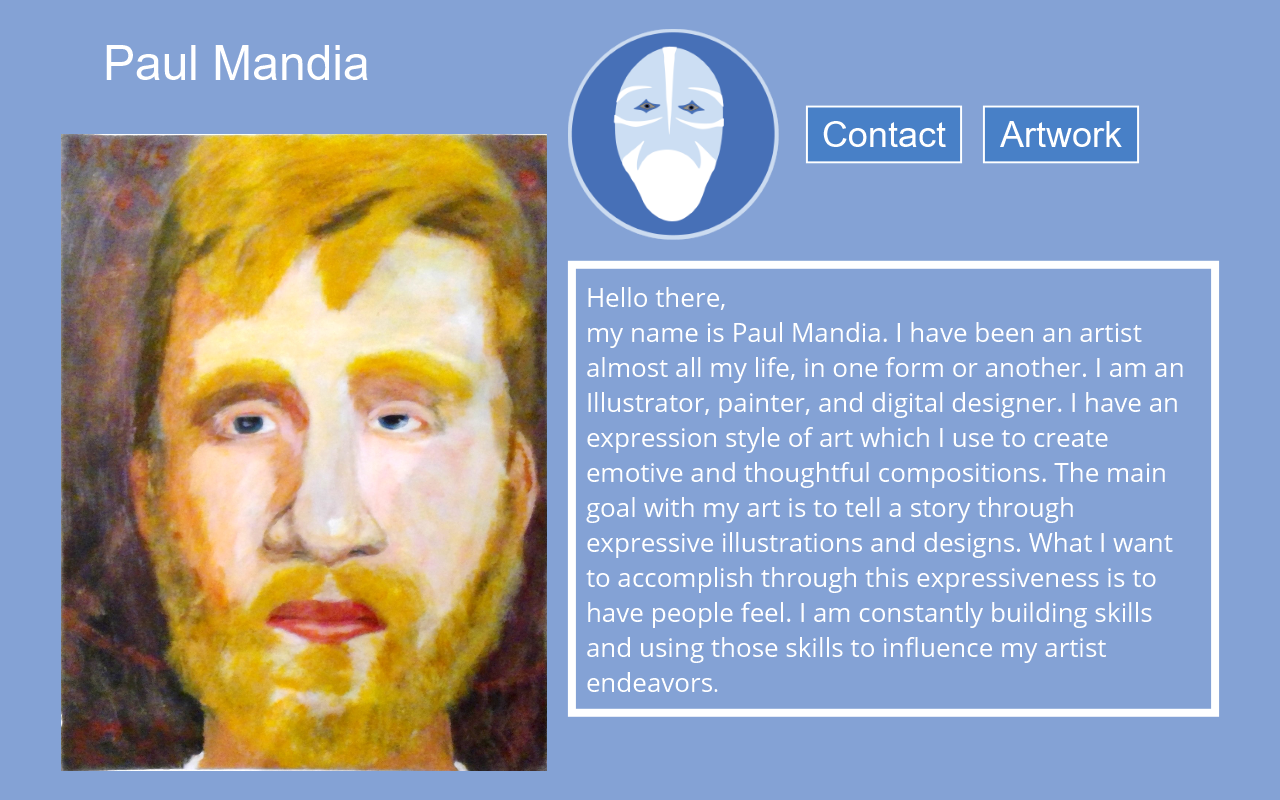 Paul Mandia
Contact
Artwork
Hello there,
my name is Paul Mandia. I have been an artist
almost all my life, in one form or another. I am an
Illustrator, painter, and digital designer. I have an
expression style of art which I use to create
emotive and thoughtful compositions. The main
goal with my art is to tell a story through
expressive illustrations and designs. What I want
to accomplish through this expressiveness is to
have people feel. I am constantly building skills
and using those skills to influence my artist
endeavors.